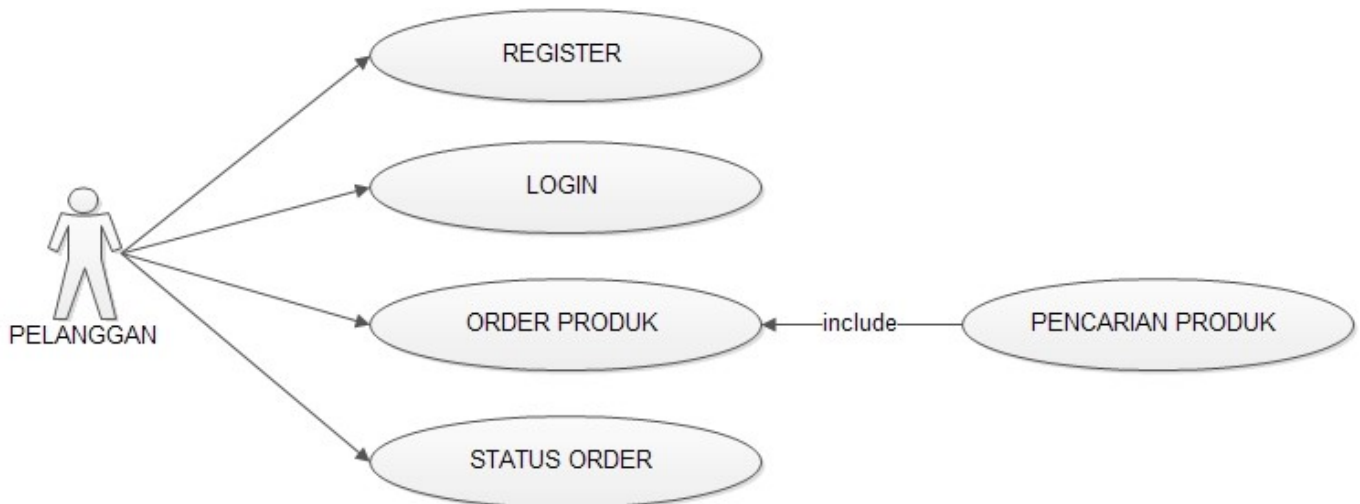 REGISTER
LOGIN
PELANGGAN
ORDER PRODUK
include
PENCARIAN PRODUK
STATUS ORDER